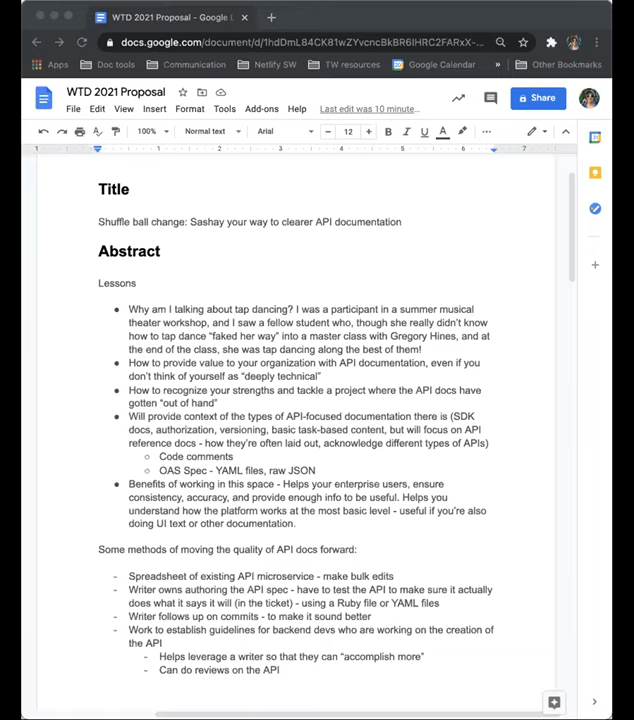 WTD 2021 Proposal - Google D
docs.google.com/document/d/1hdDmL84CK81wZYvcncBkBR6IHRC2FARxX-...
Apps Doc tools Communication Netlify SW TW resources Google Calendar » Other Bookmarks
WTD 2021 Proposal
Share
File Edit View Insert Format Tools Add-ons Help Last edit was 10 minute...
100% Normal text Arial - 12 + B I U A ...
1 1 2 3 4 5 6 7
Title
Shuffle ball change: Sashay your way to clearer API documentation
Abstract
Lessons
● Why am I talking about tap dancing? I was a participant in a summer musical
theater workshop, and I saw a fellow student who, though she really didn't know
how to tap dance "faked her way" into a master class with Gregory Hines, and at
the end of the class, she was tap dancing along the best of them!
● How to provide value to your organization with API documentation, even if you
don't think of yourself as "deeply technical"
● How to recognize your strengths and tackle a project where the API docs have
gotten "out of hand"
● Will provide context of the types of API-focused documentation there is (SDK
docs, authorization, versioning, basic task-based content, but will focus on API
reference docs - how they're often laid out, acknowledge different types of APIs)
○ Code comments
○ OAS Spec - YAML files, raw JSON
● Benefits of working in this space - Helps your enterprise users, ensure
consistency, accuracy, and provide enough info to be useful. Helps you
understand how the platform works at the most basic level - useful if you're also
doing UI text or other documentation.
Some methods of moving the quality of API docs forward:
- Spreadsheet of existing API microservice - make bulk edits
- Writer owns authoring the API spec - have to test the API to make sure it actually
does what it says it will (in the ticket) - using a Ruby file or YAML files
- Writer follows up on commits - to make it sound better
- Work to establish guidelines for backend devs who are working on the creation of
the API
- Helps leverage a writer so that they can "accomplish more"
- Can do reviews on the API